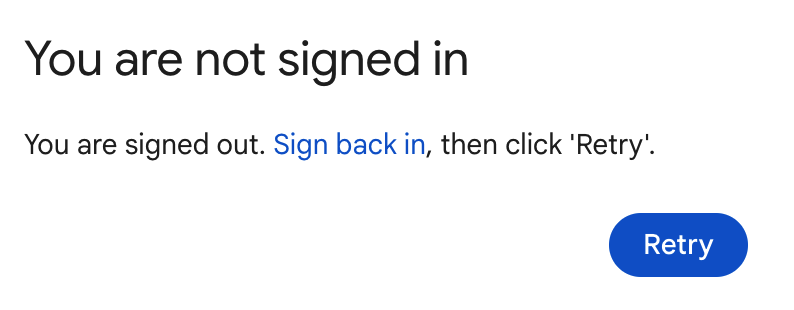 You are not signed in
You are signed out. Sign back in, then click 'Retry'.
Retry